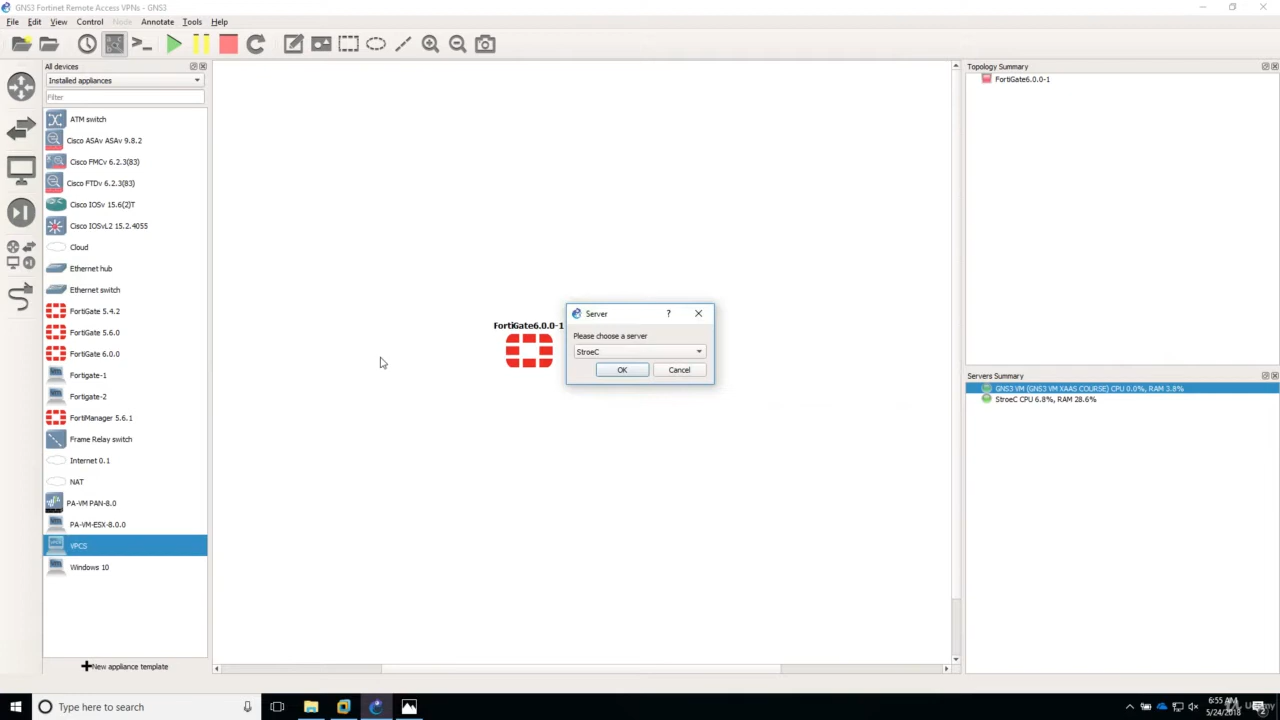 GNS3 Fortinet Remote Access VPNs - GNS3
File Edit View Control Node Annotate Tools Help
All devices
Installed appliances
Filter
ATM switch
Cisco ASAv ASAv 9.8.2
Cisco FMCv 6.2.3(83)
Cisco FTDv 6.2.3(83)
Cisco IOSv 15.6(2)T
Cisco IOSvL2 15.2.4055
Cloud
Ethernet hub
Ethernet switch
FortiGate 5.4.2
FortiGate 5.6.0
FortiGate 6.0.0
Fortigate-1
Fortigate-2
FortiManager 5.6.1
Frame Relay switch
Internet 0.1
NAT
PA-VM PAN-8.0
PA-VM-ESX-8.0.0
VPCS
Windows 10
New appliance template
FortiGate6.0.0-1
Server
Please choose a server
StroeC
OK Cancel
Topology Summary
FortiGate6.0.0-1
Servers Summary
GNS3 VM (GNS3 VM XAAS COURSE) CPU 0.0%, RAM 3.8%
StroeC CPU 6.8%, RAM 28.6%
Type here to search
6:55 AM
5/24/2018
Udemy